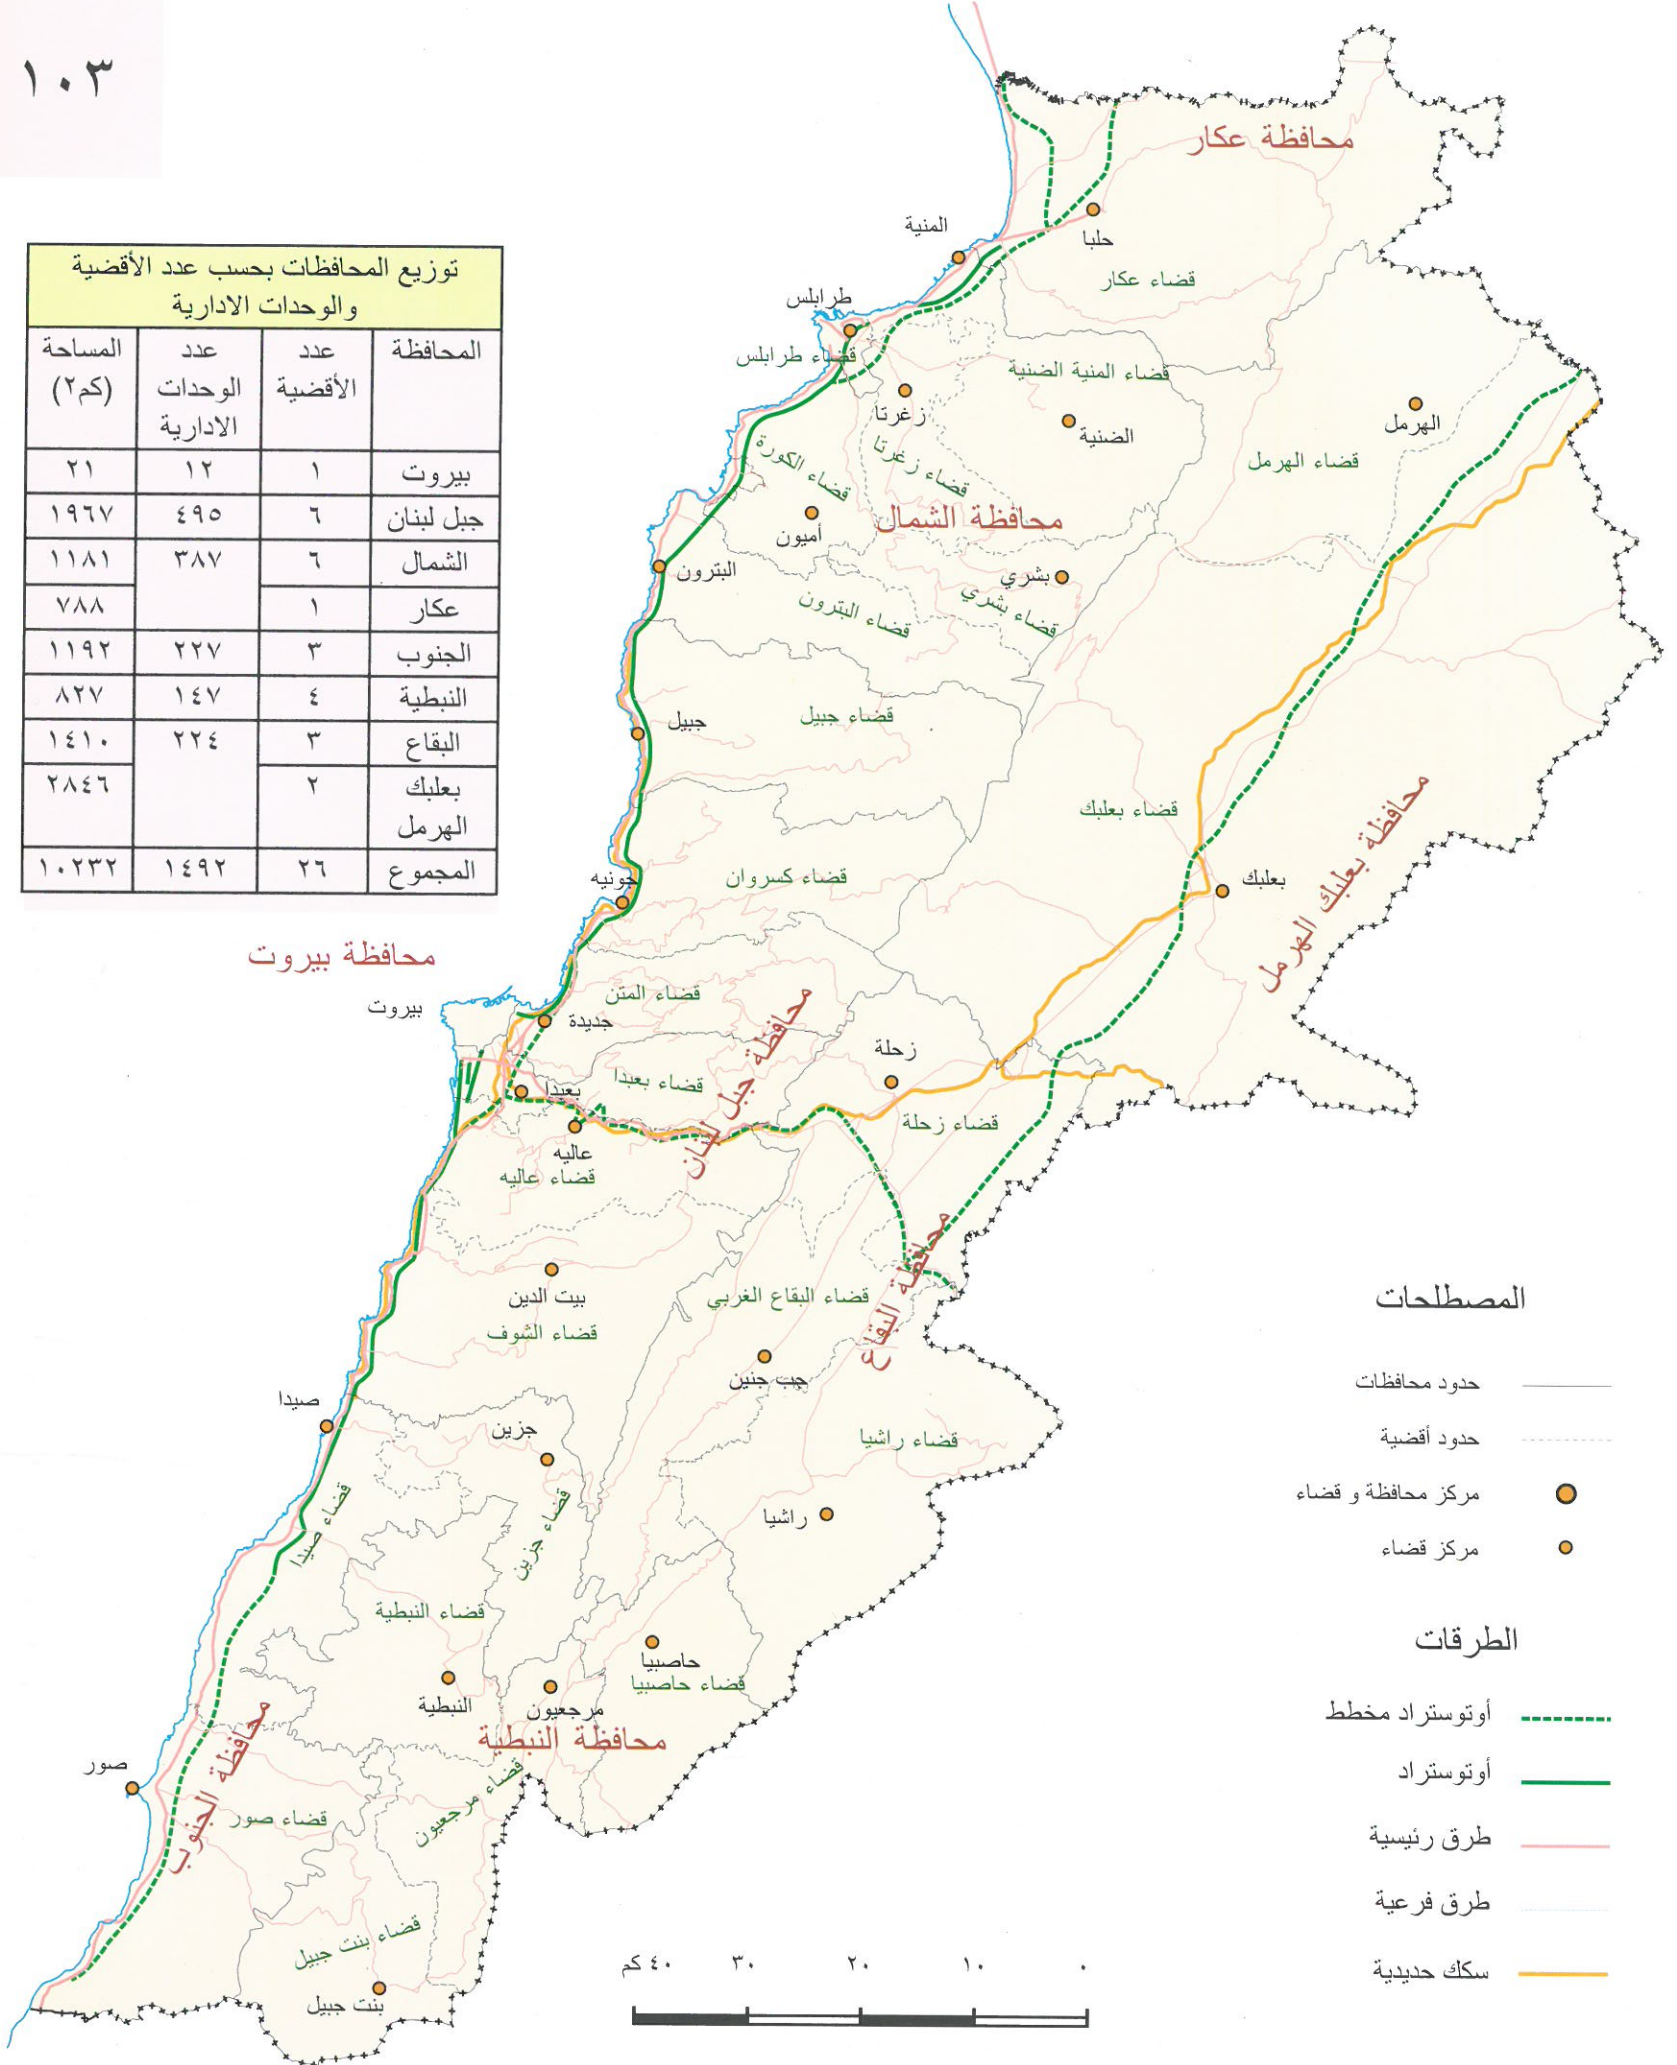 ١٠٣
توزيع المحافظات بحسب عدد الأقضية
والوحدات الادارية
المحافظة عدد الأقضية عدد الوحدات الادارية المساحة (كم٢)
بيروت ١ ١٢ ٢١
جبل لبنان ٦ ٤٩٥ ١٩٦٧
الشمال ٦ ٣٨٧ ١١٨١
عكار ١ ٧٨٨
الجنوب ٣ ٢٢٧ ١١٩٢
النبطية ٤ ١٤٧ ٨٢٧
البقاع ٣ ٢٢٤ ١٤١٠
بعلبك الهرمل ٢ ٢٨٤٦
المجموع ٢٦ ١٤٩٢ ١٠٢٣٢
محافظة عكار
حلبا
المنية
قضاء عكار
طرابلس
قضاء طرابلس
قضاء المنية الضنية
زغرتا
الضنية
الهرمل
قضاء الهرمل
قضاء الكورة
قضاء زغرتا
محافظة الشمال
أميون
البترون
بشري
قضاء بشري
قضاء البترون
جبيل
قضاء جبيل
قضاء بعلبك
محافظة بعلبك الهرمل
بعلبك
قضاء كسروان
جونيه
محافظة بيروت
بيروت
قضاء المتن
جديدة
محافظة جبل لبنان
زحلة
قضاء بعبدا
بعبدا
قضاء زحلة
عاليه
قضاء عاليه
محافظة البقاع
بيت الدين
قضاء البقاع الغربي
قضاء الشوف
جب جنين
صيدا
جزين
قضاء راشيا
راشيا
قضاء صيدا
قضاء جزين
قضاء النبطية
حاصبيا
قضاء حاصبيا
النبطية
مرجعيون
محافظة النبطية
محافظة الجنوب
صور
قضاء صور
قضاء مرجعيون
قضاء بنت جبيل
بنت جبيل
المصطلحات
حدود محافظات
حدود أقضية
مركز محافظة و قضاء
مركز قضاء
الطرقات
أوتوستراد مخطط
أوتوستراد
طرق رئيسية
طرق فرعية
سكك حديدية
٠ ١٠ ٢٠ ٣٠ ٤٠ كم